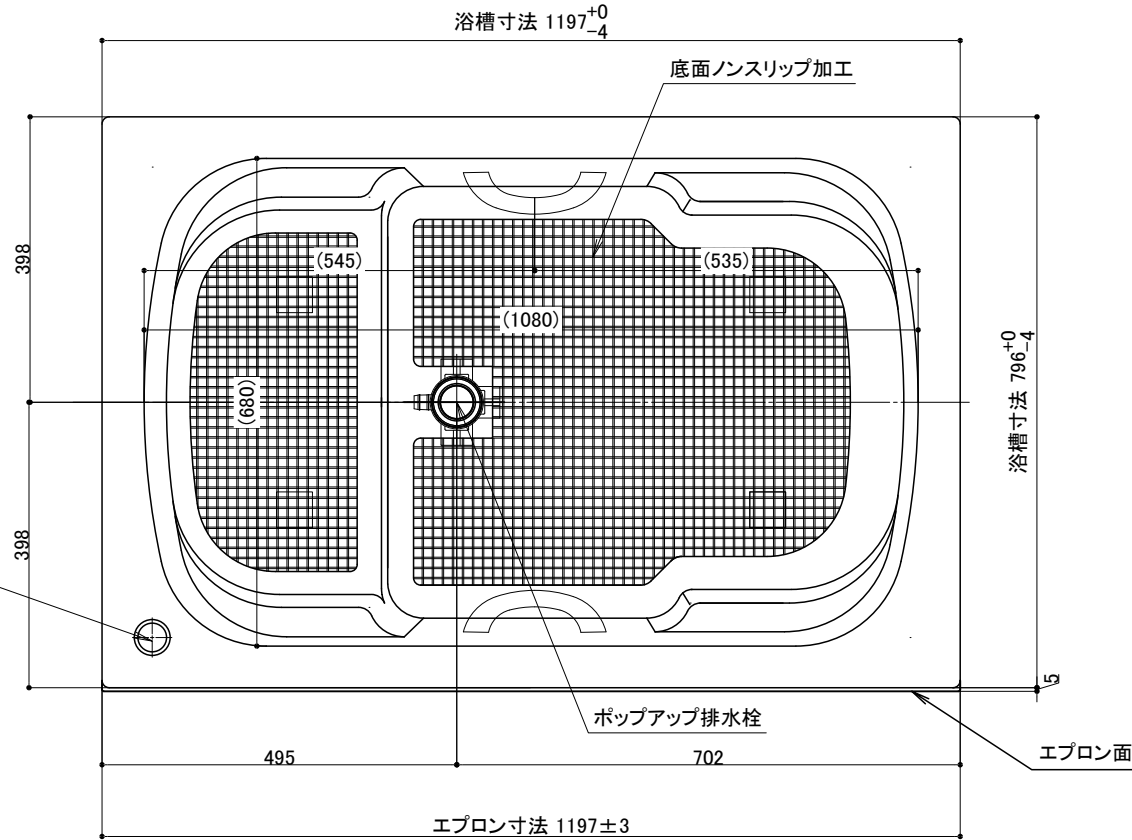 浴槽寸法 1197 +0 -4
底面ノンスリップ加工
398
(545)
(535)
(1080)
浴槽寸法 796 +0 -4
(680)
398
5
ポップアップ排水栓
495
702
エプロン面
エプロン寸法 1197±3